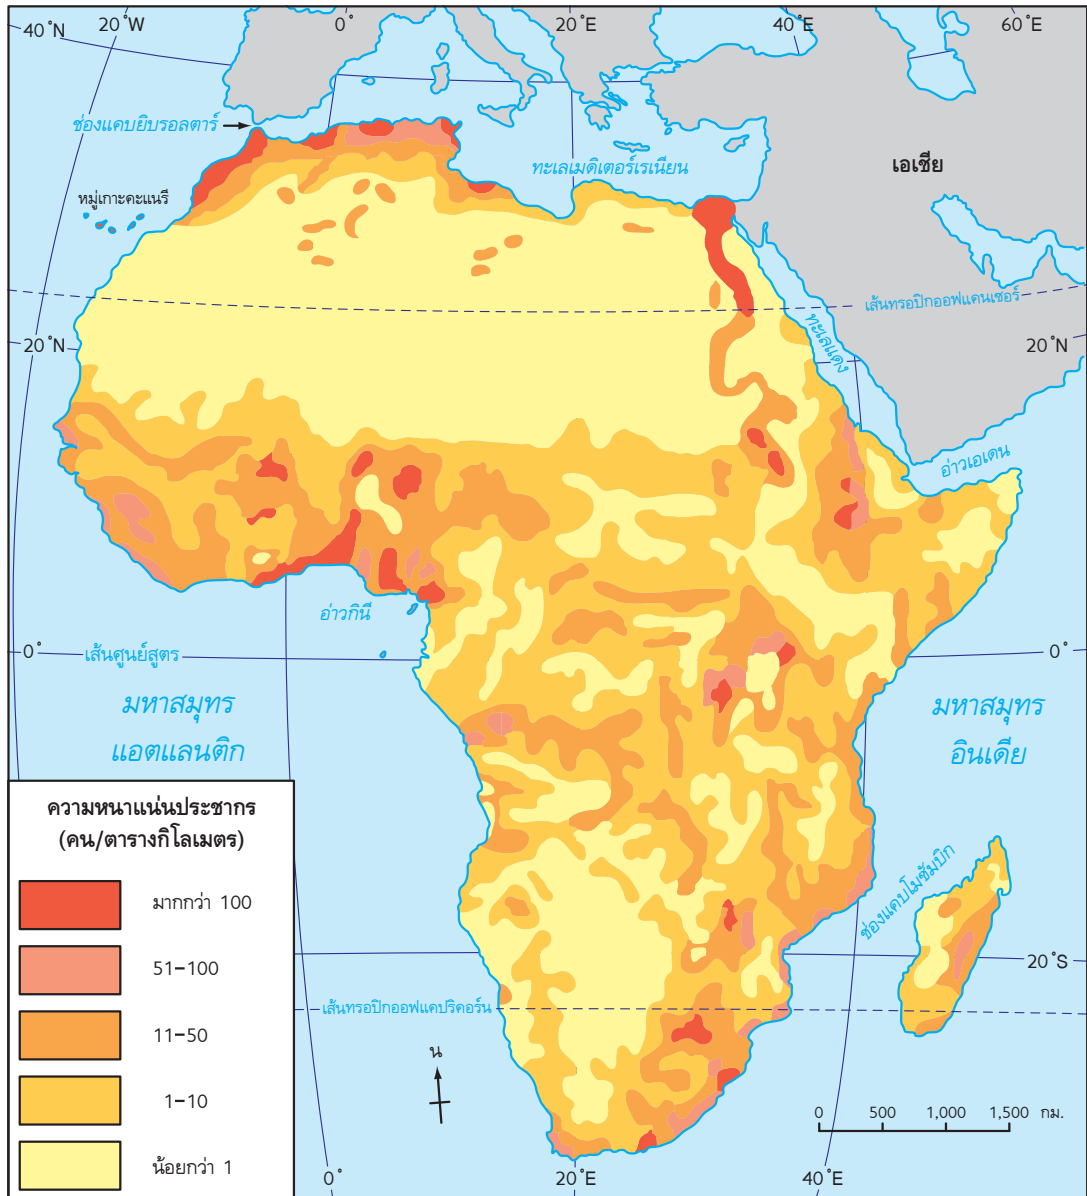 40°N
20°W
0°
20°E
40°E
60°E
ช่องแคบยิบรอลตาร์
ทะเลเมดิเตอร์เรเนียน
เอเชีย
หมู่เกาะคะแนรี
เส้นทรอปิกออฟแคนเซอร์
ทะเลแดง
20°N
20°N
อ่าวเอเดน
อ่าวกินี
0°
เส้นศูนย์สูตร
0°
มหาสมุทร
แอตแลนติก
มหาสมุทร
อินเดีย
ช่องแคบโมซัมบิก
20°S
เส้นทรอปิกออฟแคปริคอร์น
น
0 500 1,000 1,500 กม.
0°
20°E
40°E
ความหนาแน่นประชากร
(คน/ตารางกิโลเมตร)
มากกว่า 100
51-100
11-50
1-10
น้อยกว่า 1